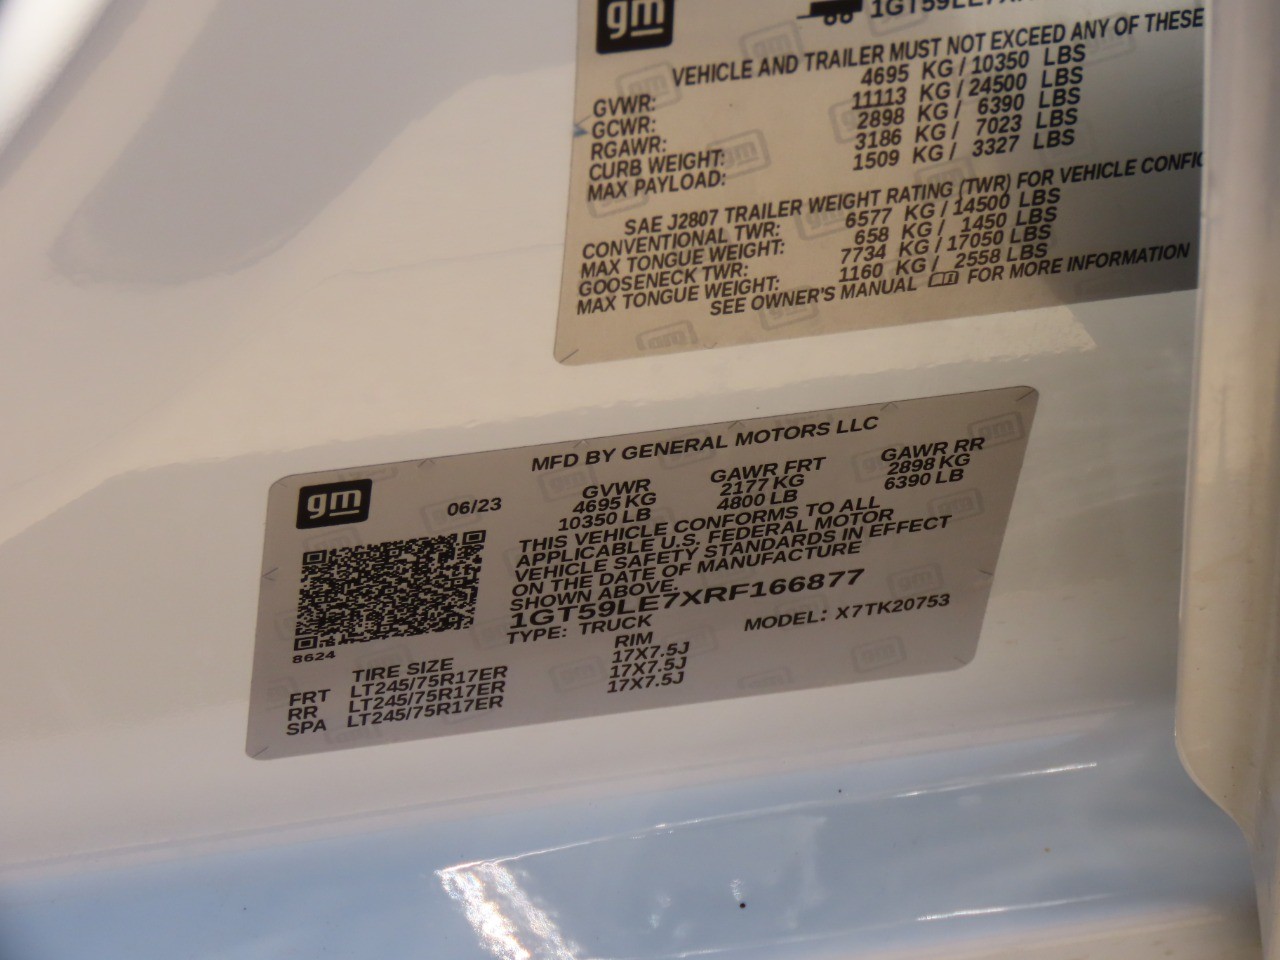 gm
1GT59LE7X
VEHICLE AND TRAILER MUST NOT EXCEED ANY OF THESE
GVWR: 4695 KG / 10350 LBS
GCWR: 11113 KG / 24500 LBS
RGAWR: 2898 KG / 6390 LBS
CURB WEIGHT: 3186 KG / 7023 LBS
MAX PAYLOAD: 1509 KG / 3327 LBS
SAE J2807 TRAILER WEIGHT RATING (TWR) FOR VEHICLE CONFIG
CONVENTIONAL TWR: 6577 KG / 14500 LBS
MAX TONGUE WEIGHT: 658 KG / 1450 LBS
GOOSENECK TWR: 7734 KG / 17050 LBS
MAX TONGUE WEIGHT: 1160 KG / 2558 LBS
SEE OWNER'S MANUAL FOR MORE INFORMATION
MFD BY GENERAL MOTORS LLC
gm
06/23
GVWR GAWR FRT GAWR RR
4695 KG 2177 KG 2898 KG
10350 LB 4800 LB 6390 LB
THIS VEHICLE CONFORMS TO ALL
APPLICABLE U.S. FEDERAL MOTOR
VEHICLE SAFETY STANDARDS IN EFFECT
ON THE DATE OF MANUFACTURE
SHOWN ABOVE.
1GT59LE7XRF166877
TYPE: TRUCK MODEL: X7TK20753
8624
TIRE SIZE RIM
FRT LT245/75R17ER 17X7.5J
RR LT245/75R17ER 17X7.5J
SPA LT245/75R17ER 17X7.5J